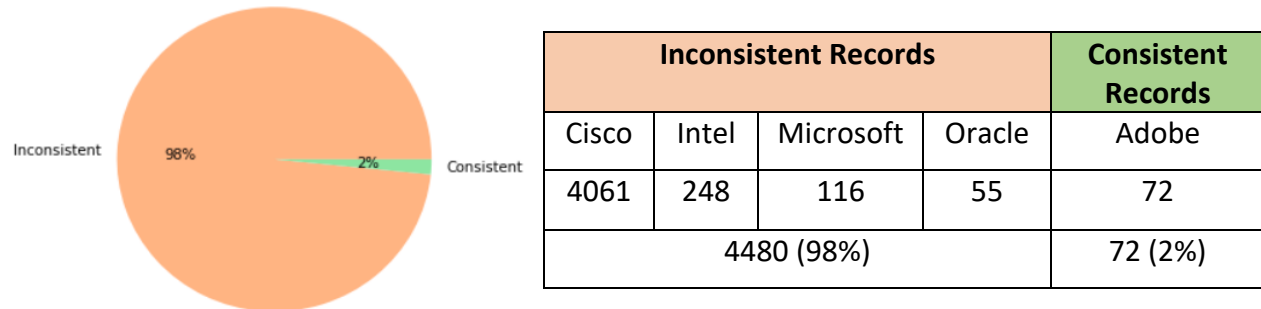 Inconsistent
98%
2%
Consistent
Inconsistent Records
Consistent
Records
Cisco Intel Microsoft Oracle Adobe
4061 248 116 55 72
4480 (98%) 72 (2%)